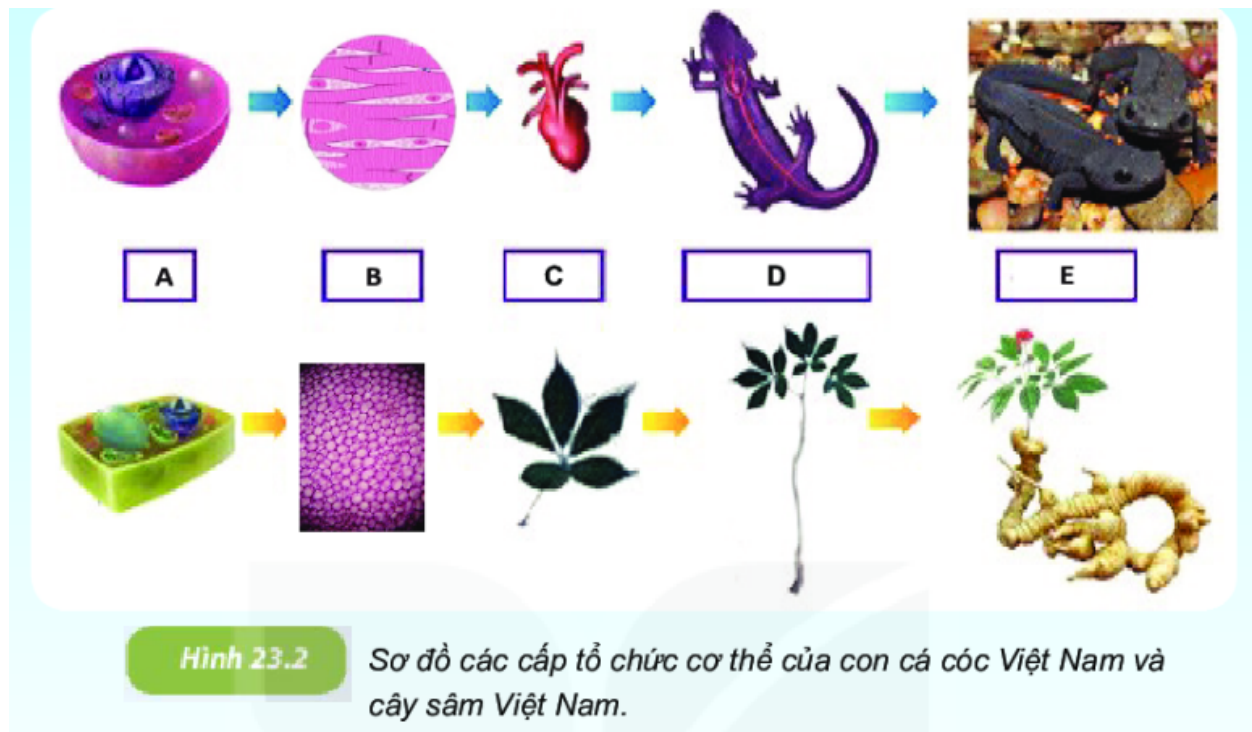 A
B
C
D
E
Hình 23.2
Sơ đồ các cấp tổ chức cơ thể của con cá cóc Việt Nam và
cây sâm Việt Nam.